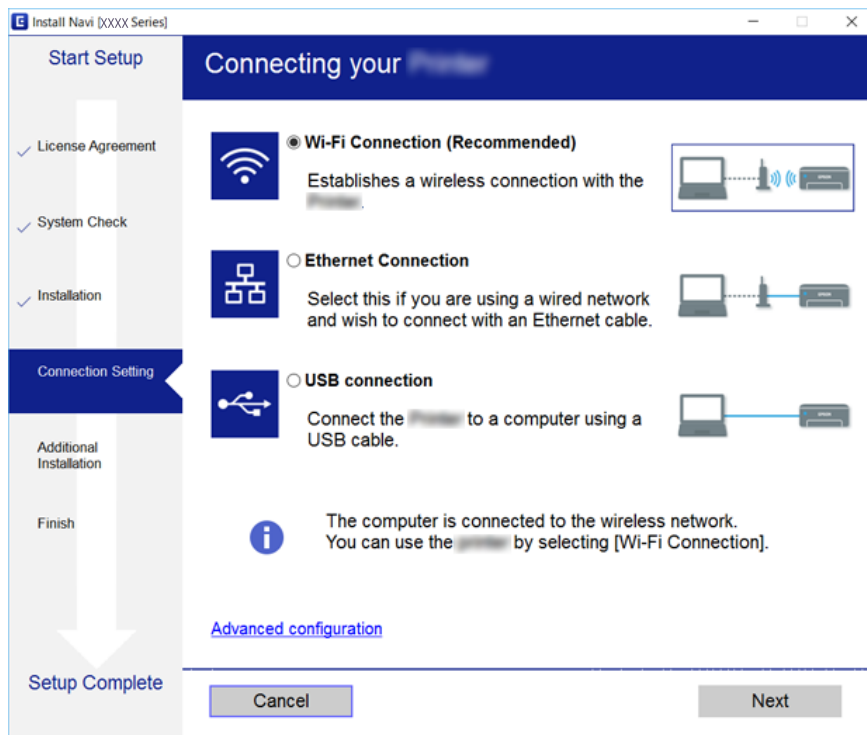 Install Navi [XXXX Series]
Start Setup
License Agreement
System Check
Installation
Connection Setting
Additional
Installation
Finish
Setup Complete
Connecting your
Wi-Fi Connection (Recommended)
Establishes a wireless connection with the
.
Ethernet Connection
Select this if you are using a wired network
and wish to connect with an Ethernet cable.
USB connection
Connect the to a computer using a
USB cable.
The computer is connected to the wireless network.
You can use the by selecting [Wi-Fi Connection].
Advanced configuration
Cancel
Next